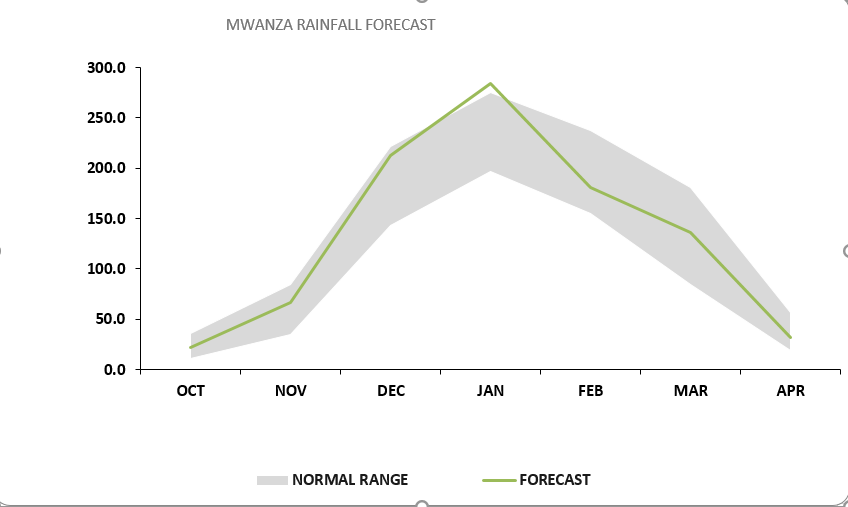 MWANZA RAINFALL FORECAST
300.0
250.0
200.0
150.0
100.0
50.0
0.0
OCT NOV DEC JAN FEB MAR APR
NORMAL RANGE FORECAST